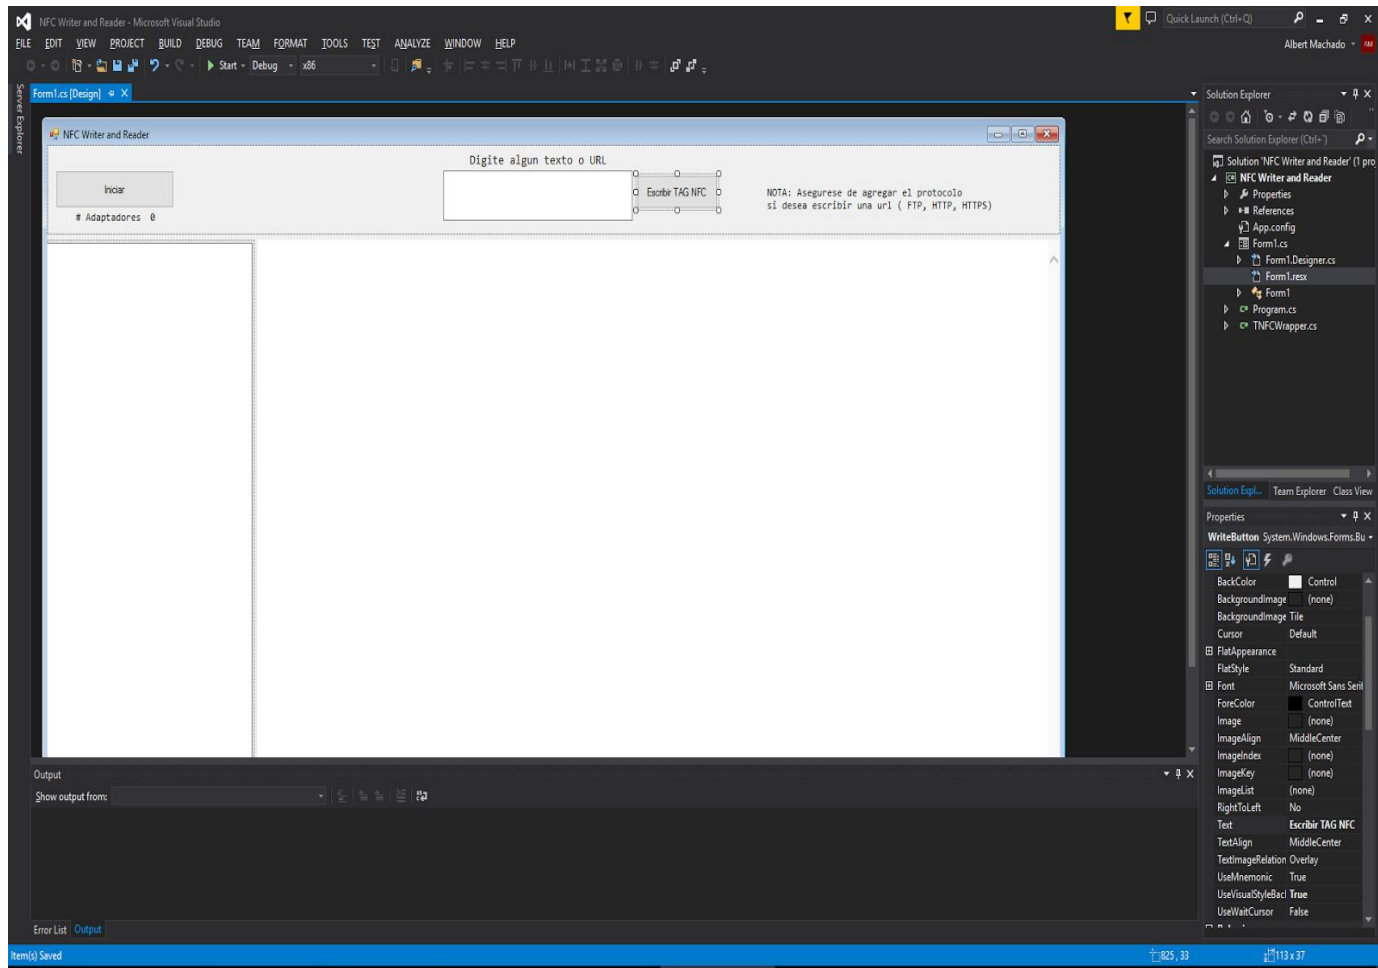 NFC Writer and Reader - Microsoft Visual Studio
Quick Launch (Ctrl+Q)
FILE EDIT VIEW PROJECT BUILD DEBUG TEAM FORMAT TOOLS TEST ANALYZE WINDOW HELP
Albert Machado AM
Start Debug x86
Server Explorer
Form1.cs [Design]
NFC Writer and Reader
Digite algun texto o URL
Iniciar
Escribir TAG NFC
# Adaptadores 0
NOTA: Asegurese de agregar el protocolo
si desea escribir una url ( FTP, HTTP, HTTPS)
Solution Explorer
Search Solution Explorer (Ctrl+')
Solution 'NFC Writer and Reader' (1 pro
NFC Writer and Reader
Properties
References
App.config
Form1.cs
Form1.Designer.cs
Form1.resx
Form1
Program.cs
TNFCWrapper.cs
Solution Expl... Team Explorer Class View
Properties
WriteButton System.Windows.Forms.Bu
BackColor Control
BackgroundImage (none)
BackgroundImage Tile
Cursor Default
FlatAppearance
FlatStyle Standard
Font Microsoft Sans Serif
ForeColor ControlText
Image (none)
ImageAlign MiddleCenter
ImageIndex (none)
ImageKey (none)
ImageList (none)
RightToLeft No
Text Escribir TAG NFC
TextAlign MiddleCenter
TextImageRelation Overlay
UseMnemonic True
UseVisualStyleBacl True
UseWaitCursor False
Output
Show output from:
Error List Output
Item(s) Saved
825 , 33
113 x 37